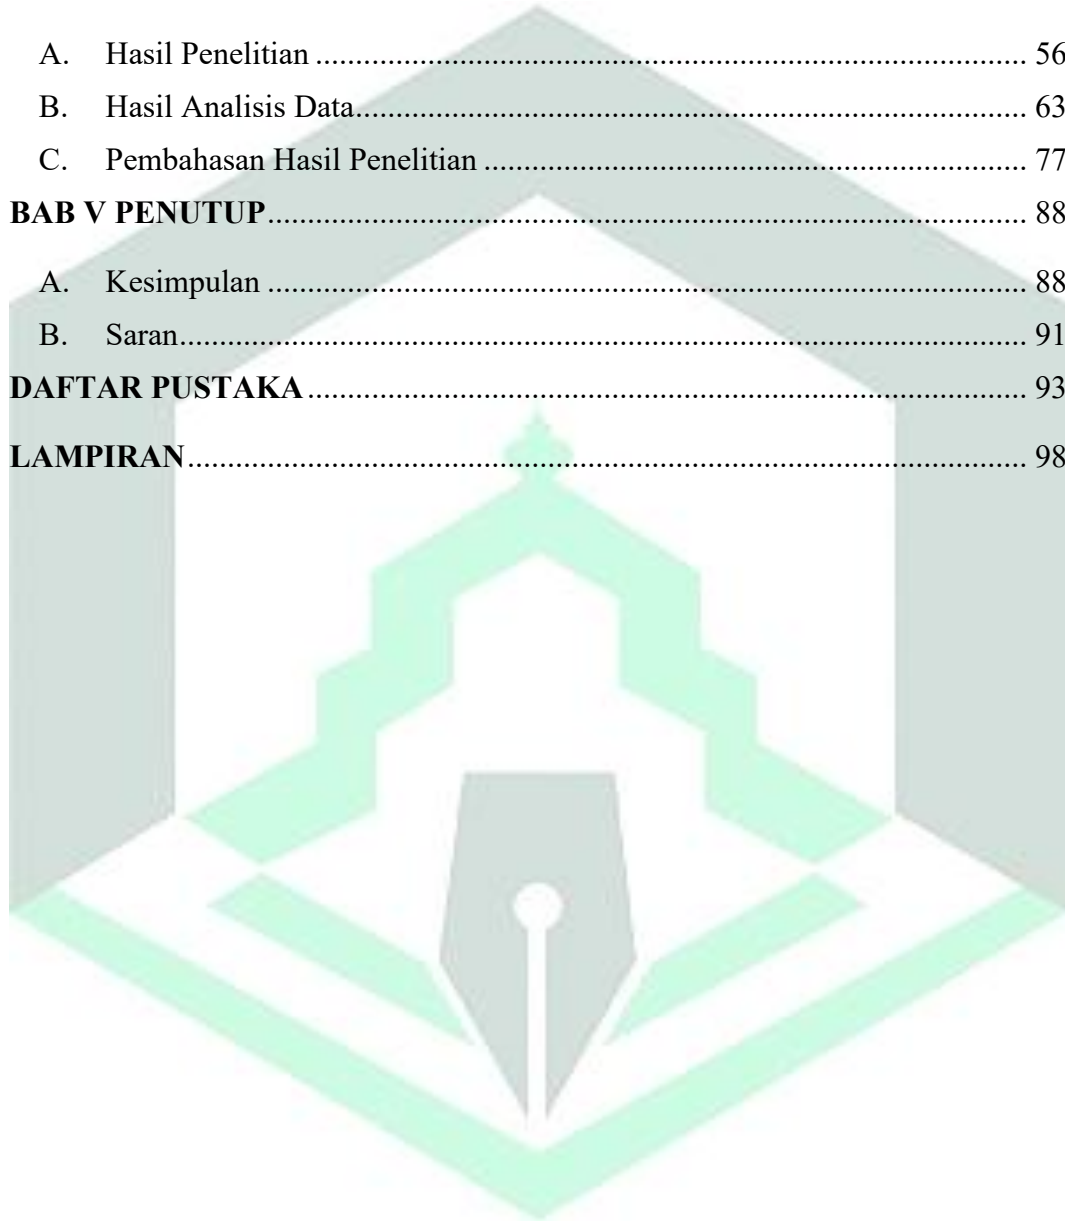 A. Hasil Penelitian ........................................................................................... 56
B. Hasil Analisis Data...................................................................................... 63
C. Pembahasan Hasil Penelitian ..................................................................... 77
BAB V PENUTUP................................................................................................. 88
A. Kesimpulan ................................................................................................. 88
B. Saran............................................................................................................ 91
DAFTAR PUSTAKA ............................................................................................ 93
LAMPIRAN........................................................................................................... 98